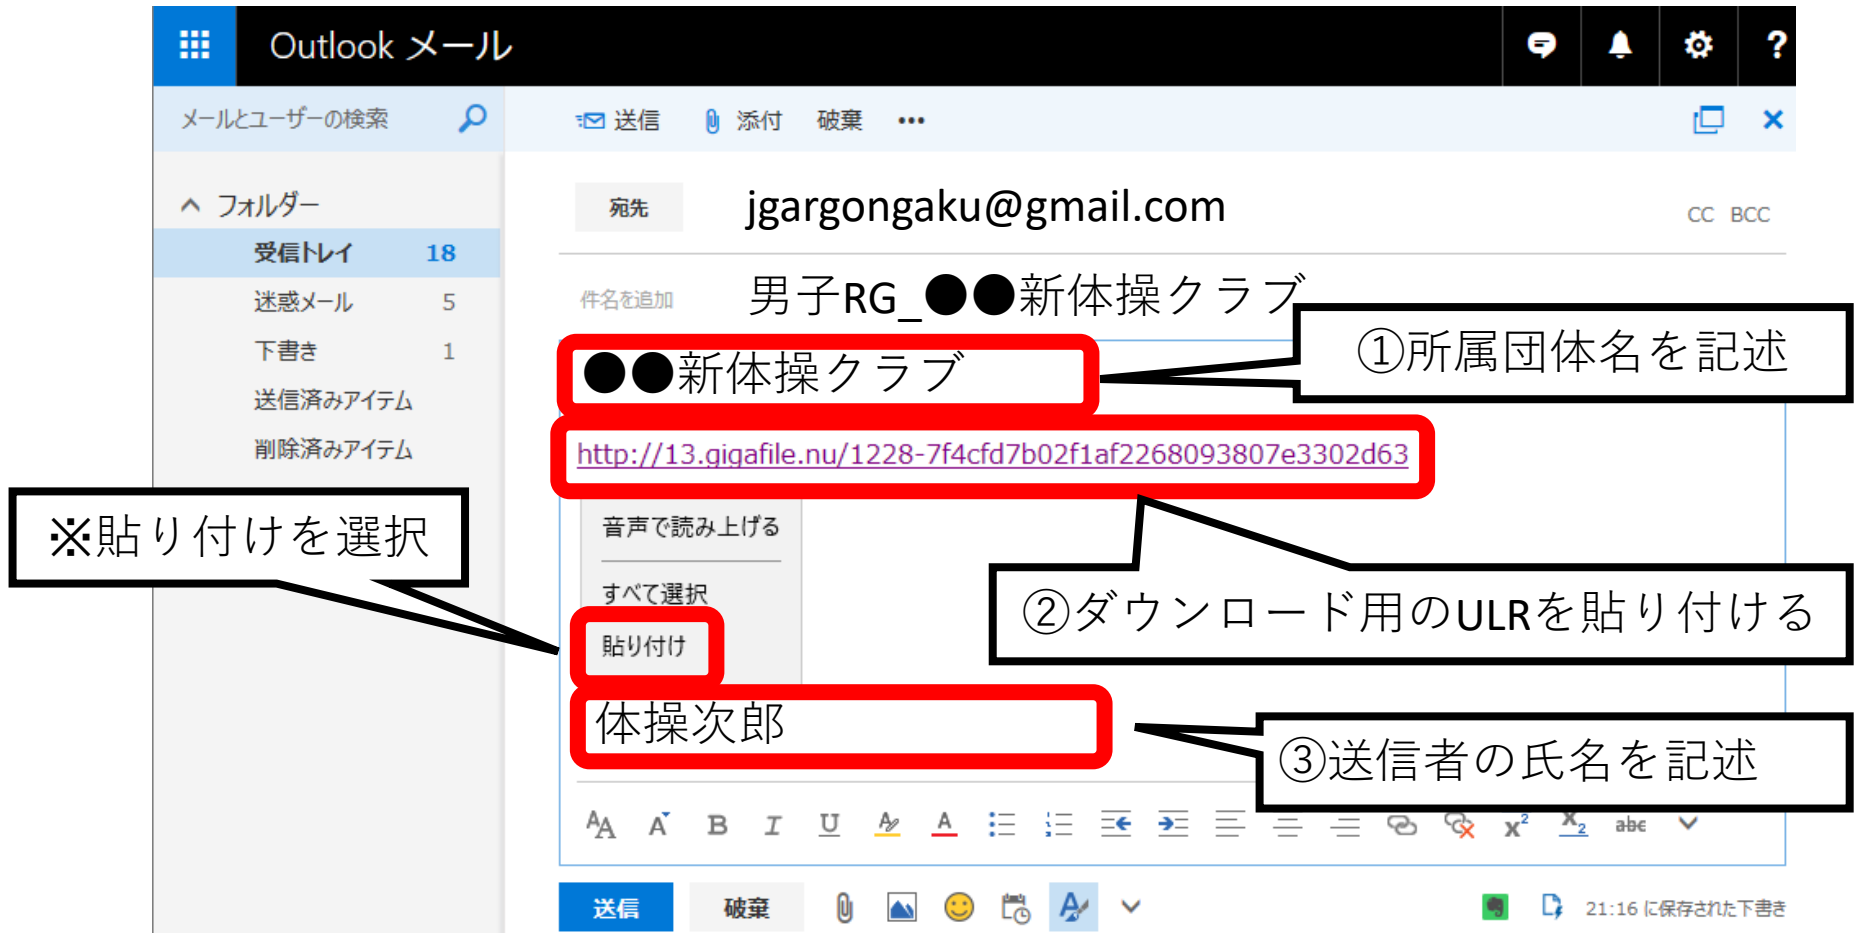 Outlook メール
?
メールとユーザーの検索
送信 添付 破棄 •••
フォルダー
受信トレイ 18
迷惑メール 5
下書き 1
送信済みアイテム
削除済みアイテム
宛先 jgargongaku@gmail.com CC BCC
件名を追加 男子RG_●●新体操クラブ
●●新体操クラブ
①所属団体名を記述
http://13.gigafile.nu/1228-7f4cfd7b02f1af2268093807e3302d63
※貼り付けを選択
音声で読み上げる
すべて選択
貼り付け
②ダウンロード用のULRを貼り付ける
体操次郎
③送信者の氏名を記述
AA A B I U A A x² X₂ abc
送信 破棄 21:16 に保存された下書き